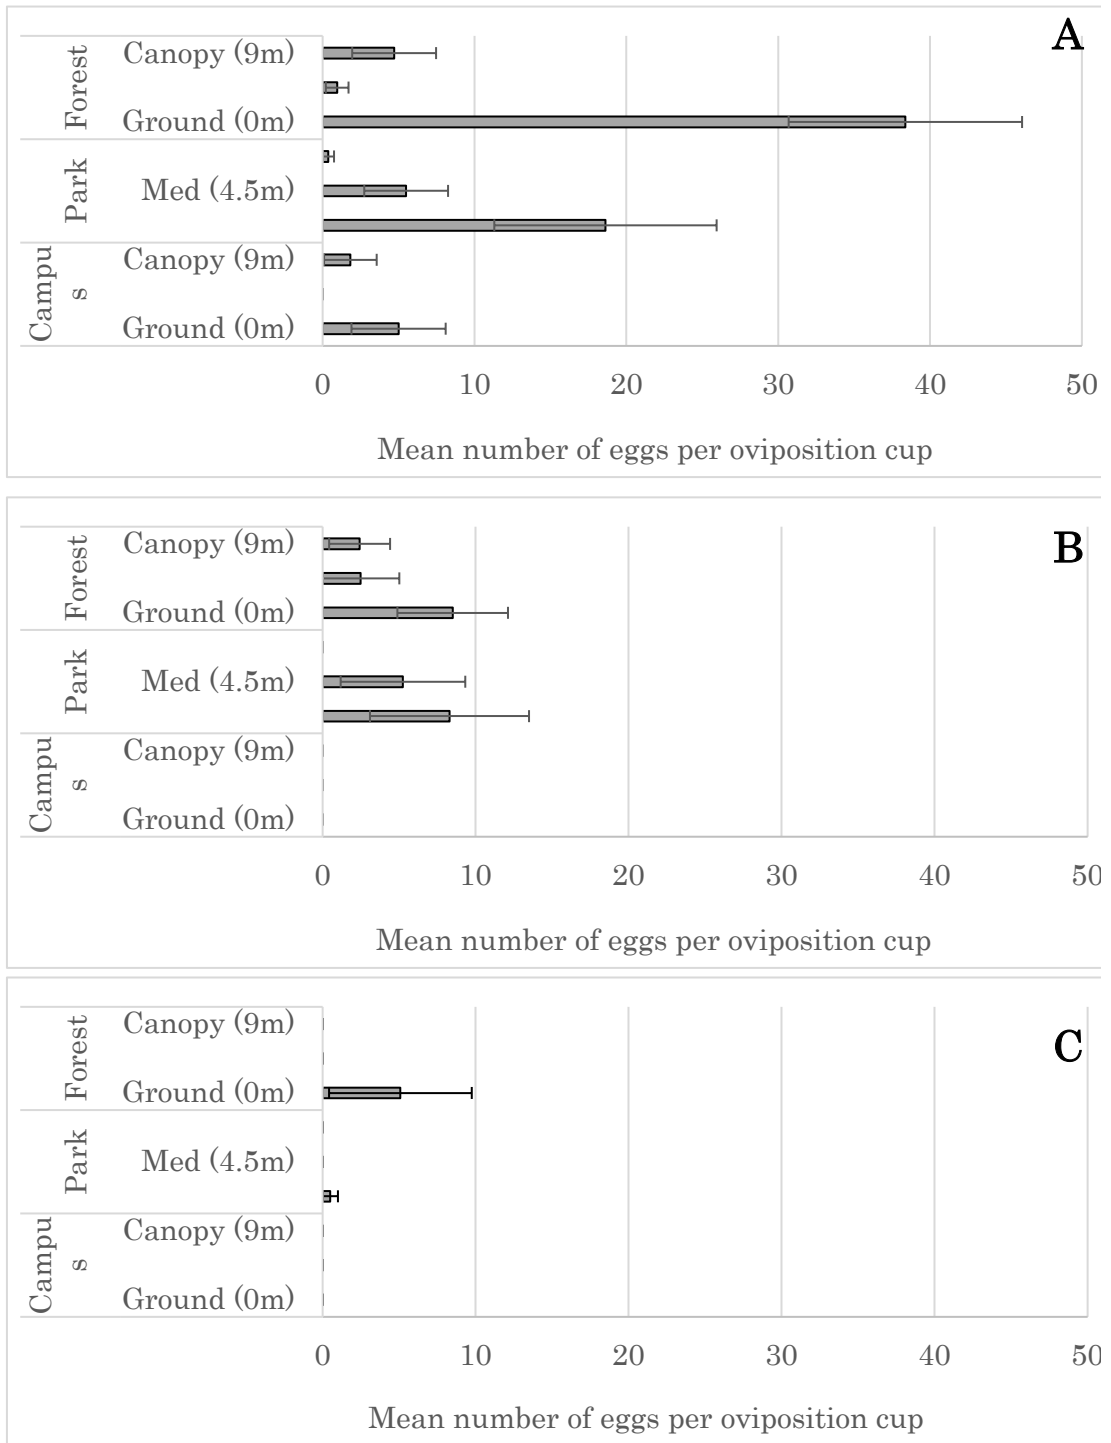 A
Forest
Canopy (9m)
Ground (0m)
Park
Med (4.5m)
Campu
s
Canopy (9m)
Ground (0m)
0 10 20 30 40 50
Mean number of eggs per oviposition cup
B
Forest
Canopy (9m)
Ground (0m)
Park
Med (4.5m)
Campu
s
Canopy (9m)
Ground (0m)
0 10 20 30 40 50
Mean number of eggs per oviposition cup
C
Forest
Canopy (9m)
Ground (0m)
Park
Med (4.5m)
Campu
s
Canopy (9m)
Ground (0m)
0 10 20 30 40 50
Mean number of eggs per oviposition cup